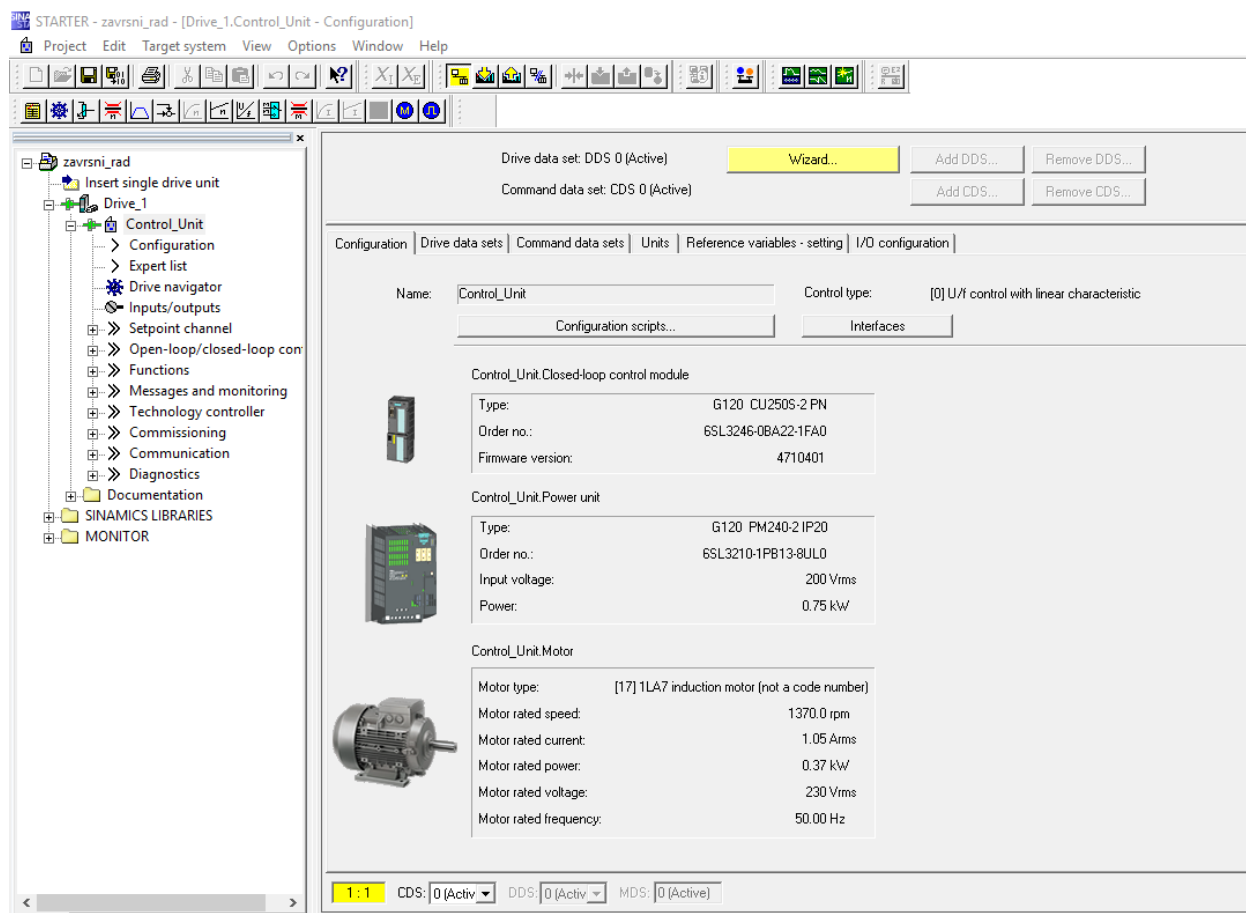 STARTER - zavrsni_rad - [Drive_1.Control_Unit - Configuration]
Project Edit Target system View Options Window Help
zavrsni_rad
Insert single drive unit
Drive_1
Control_Unit
Configuration
Expert list
Drive navigator
Inputs/outputs
Setpoint channel
Open-loop/closed-loop con
Functions
Messages and monitoring
Technology controller
Commissioning
Communication
Diagnostics
Documentation
SINAMICS LIBRARIES
MONITOR
Drive data set: DDS 0 (Active) Wizard... Add DDS... Remove DDS...
Command data set: CDS 0 (Active) Add CDS... Remove CDS...
Configuration Drive data sets Command data sets Units Reference variables - setting I/O configuration
Name: Control_Unit Control type: [0] U/f control with linear characteristic
Configuration scripts... Interfaces
Control_Unit.Closed-loop control module
Type: G120 CU250S-2 PN
Order no.: 6SL3246-0BA22-1FA0
Firmware version: 4710401
Control_Unit.Power unit
Type: G120 PM240-2 IP20
Order no.: 6SL3210-1PB13-8UL0
Input voltage: 200 Vrms
Power: 0.75 kW
Control_Unit.Motor
Motor type: [17] 1LA7 induction motor (not a code number)
Motor rated speed: 1370.0 rpm
Motor rated current: 1.05 Arms
Motor rated power: 0.37 kW
Motor rated voltage: 230 Vrms
Motor rated frequency: 50.00 Hz
1 : 1 CDS: 0 (Activ DDS: 0 (Activ MDS: 0 (Active)